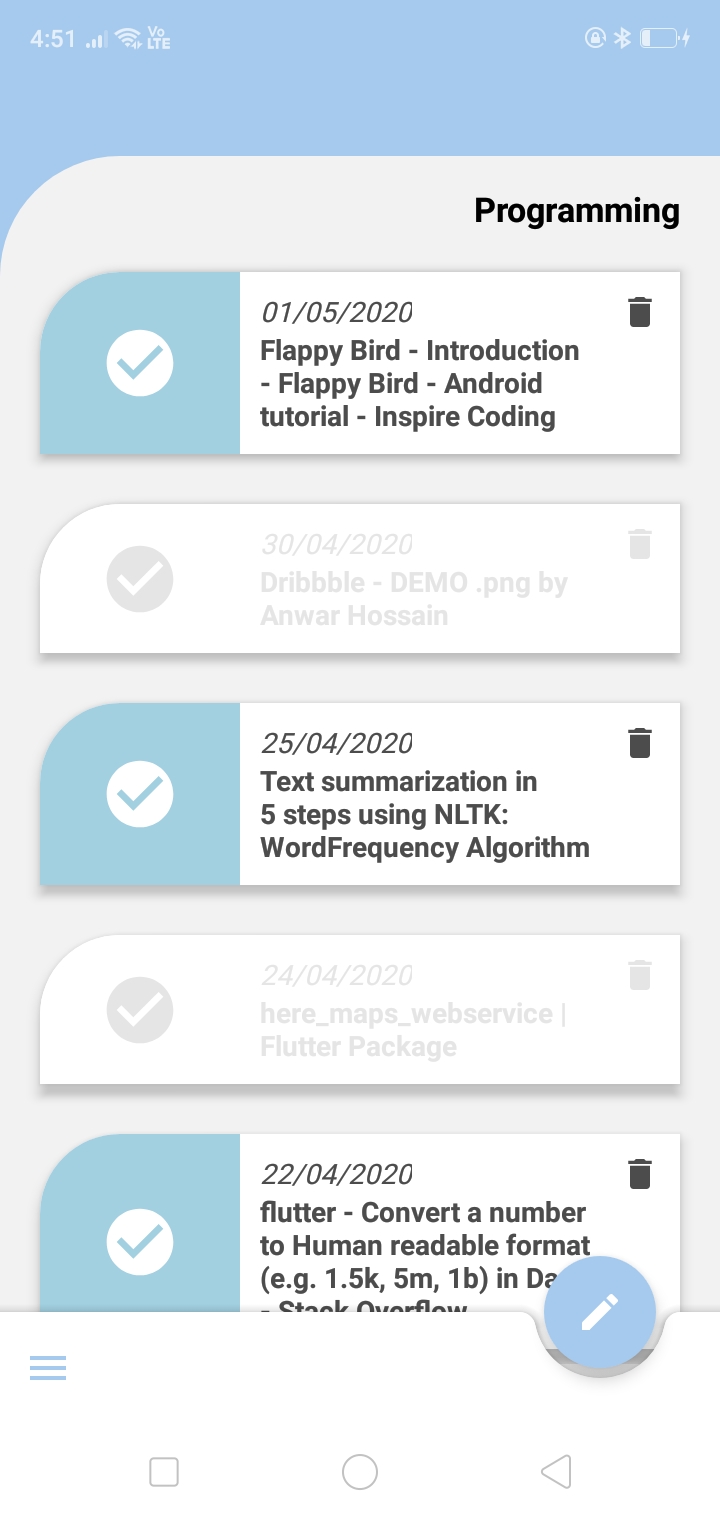 4:51 Vo LTE
Programming
01/05/2020
Flappy Bird - Introduction
- Flappy Bird - Android
tutorial - Inspire Coding
30/04/2020
Dribbble - DEMO .png by
Anwar Hossain
25/04/2020
Text summarization in
5 steps using NLTK:
WordFrequency Algorithm
24/04/2020
here_maps_webservice |
Flutter Package
22/04/2020
flutter - Convert a number
to Human readable format
(e.g. 1.5k, 5m, 1b) in Da
- Stack Overflow